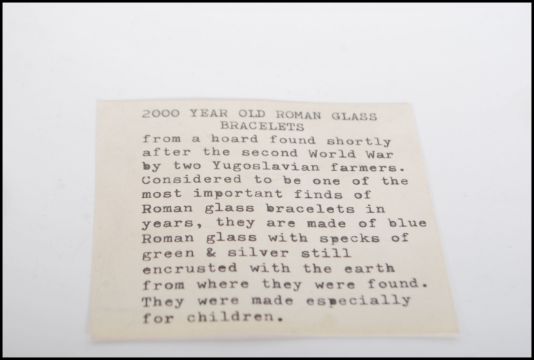 2000 YEAR OLD ROMAN GLASS
BRACELETS
from a hoard found shortly
after the second World War
by two Yugoslavian farmers.
Considered to be one of the
most important finds of
Roman glass bracelets in
years, they are made of blue
Roman glass with specks of
green & silver still
encrusted with the earth
from where they were found.
They were made especially
for children.